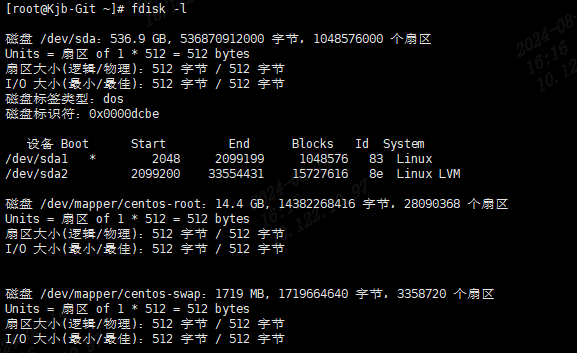 [root@Kjb-Git ~]# fdisk -l
磁盘 /dev/sda：536.9 GB, 536870912000 字节，1048576000 个扇区
Units = 扇区 of 1 * 512 = 512 bytes
扇区大小(逻辑/物理)：512 字节 / 512 字节
I/O 大小(最小/最佳)：512 字节 / 512 字节
磁盘标签类型：dos
磁盘标识符：0x0000dcbe
设备 Boot Start End Blocks Id System
/dev/sda1 * 2048 2099199 1048576 83 Linux
/dev/sda2 2099200 33554431 15727616 8e Linux LVM
磁盘 /dev/mapper/centos-root：14.4 GB, 14382268416 字节，28090368 个扇区
Units = 扇区 of 1 * 512 = 512 bytes
扇区大小(逻辑/物理)：512 字节 / 512 字节
I/O 大小(最小/最佳)：512 字节 / 512 字节
磁盘 /dev/mapper/centos-swap：1719 MB, 1719664640 字节，3358720 个扇区
Units = 扇区 of 1 * 512 = 512 bytes
扇区大小(逻辑/物理)：512 字节 / 512 字节
I/O 大小(最小/最佳)：512 字节 / 512 字节